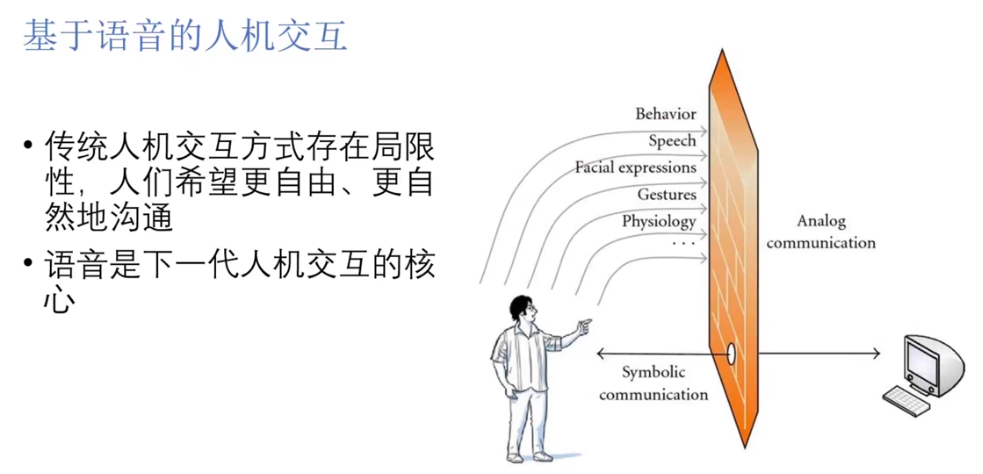 基于语音的人机交互
• 传统人机交互方式存在局限
性，人们希望更自由、更自
然地沟通
• 语音是下一代人机交互的核
心
Behavior
Speech
Facial expressions
Gestures
Physiology
...
Analog
communication
Symbolic
communication